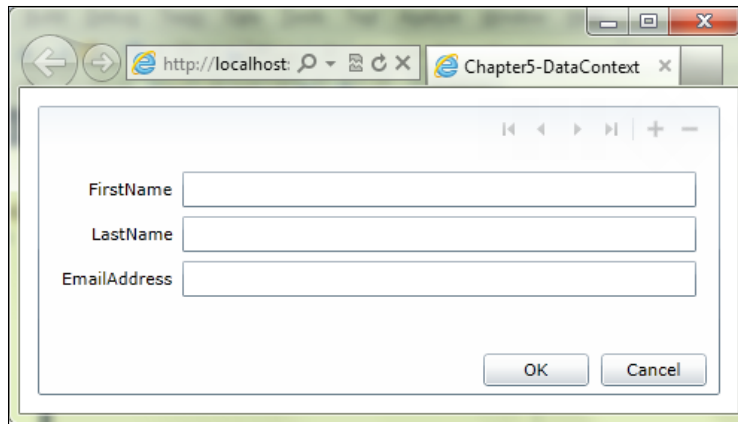 http://localhost:
Chapter5-DataContext
FirstName
LastName
EmailAddress
OK
Cancel